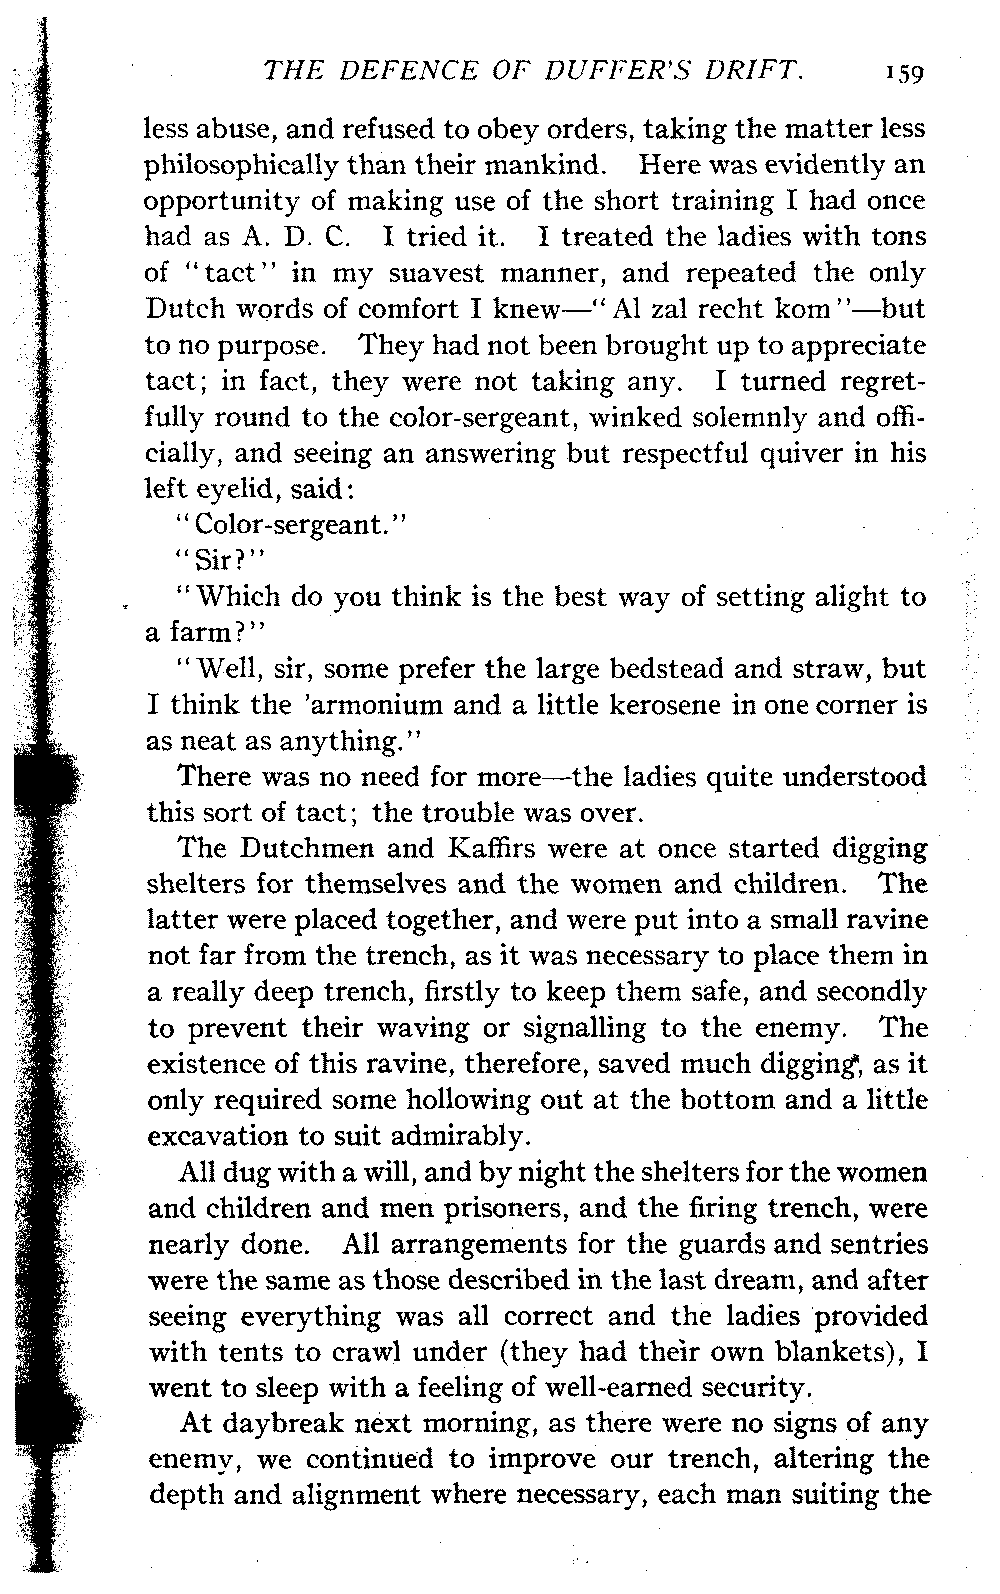 THE DEFENCE OF DUFFER'S DRIFT. 159
less abuse, and refused to obey orders, taking the matter less
philosophically than their mankind. Here was evidently an
opportunity of making use of the short training I had once
had as A. D. C. I tried it. I treated the ladies with tons
of "tact" in my suavest manner, and repeated the only
Dutch words of comfort I knew—"Al zal recht kom"—but
to no purpose. They had not been brought up to appreciate
tact; in fact, they were not taking any. I turned regret-
fully round to the color-sergeant, winked solemnly and offi-
cially, and seeing an answering but respectful quiver in his
left eyelid, said:
"Color-sergeant."
"Sir?"
"Which do you think is the best way of setting alight to
a farm?"
"Well, sir, some prefer the large bedstead and straw, but
I think the 'armonium and a little kerosene in one corner is
as neat as anything."
There was no need for more—the ladies quite understood
this sort of tact; the trouble was over.
The Dutchmen and Kaffirs were at once started digging
shelters for themselves and the women and children. The
latter were placed together, and were put into a small ravine
not far from the trench, as it was necessary to place them in
a really deep trench, firstly to keep them safe, and secondly
to prevent their waving or signalling to the enemy. The
existence of this ravine, therefore, saved much digging, as it
only required some hollowing out at the bottom and a little
excavation to suit admirably.
All dug with a will, and by night the shelters for the women
and children and men prisoners, and the firing trench, were
nearly done. All arrangements for the guards and sentries
were the same as those described in the last dream, and after
seeing everything was all correct and the ladies provided
with tents to crawl under (they had their own blankets), I
went to sleep with a feeling of well-earned security.
At daybreak next morning, as there were no signs of any
enemy, we continued to improve our trench, altering the
depth and alignment where necessary, each man suiting the